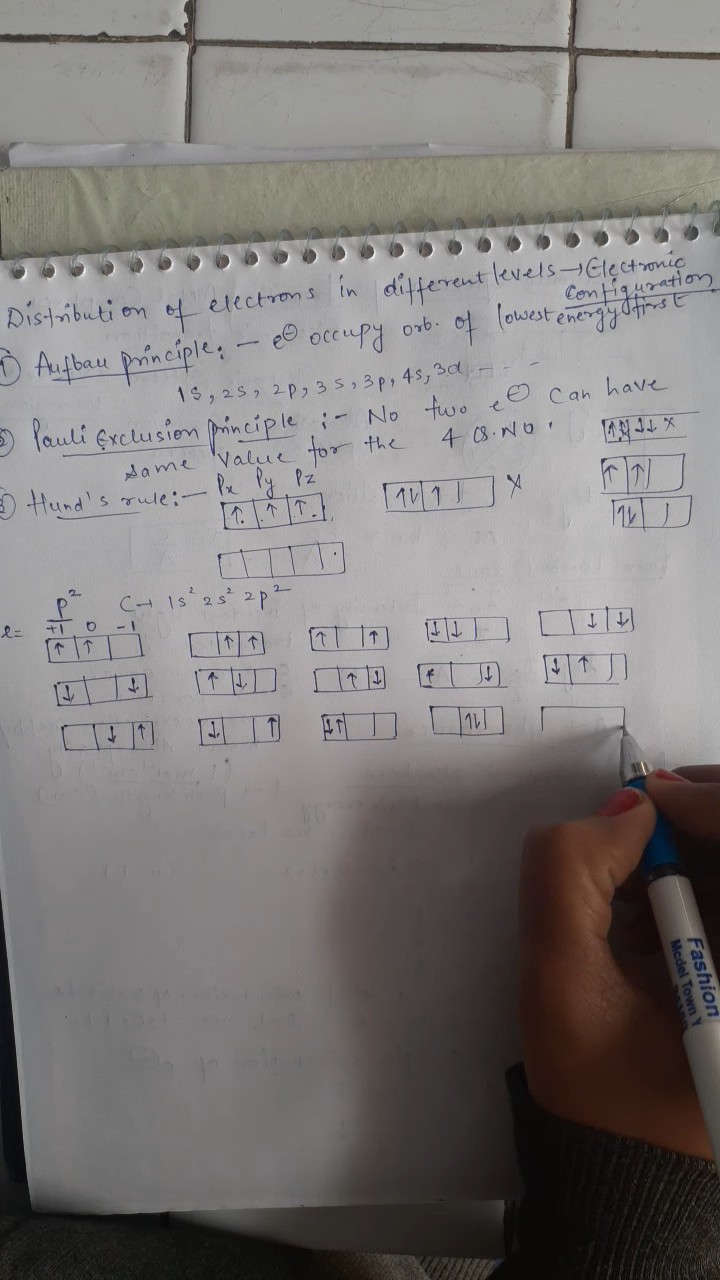 Distribution of electrons in different levels → Electronic
Configuration
① Aufbau principle :- e⊖ occupy orb. of lowest energy first
1s, 2s, 2p, 3s, 3p, 4s, 3d - - -
② Pauli Exclusion principle :- No two e⊖ can have
same value for the 4 Q.No.
↑↓ ↓↓ x
③ Hund's rule :- Px Py Pz
↑ ↑ ↑
↑↓ ↑ x
↑ ↑
↑↓
p² C → 1s² 2s² 2p²
l= +1 0 -1
↑ ↑ ↑ ↑ ↑ ↑ ↓ ↓ ↓ ↓
↓ ↓ ↑ ↓ ↑ ↓ ↑ ↓ ↓ ↑
↓ ↑ ↓ ↑ ↓↑ ↑↓
Fashion
Model Town Y